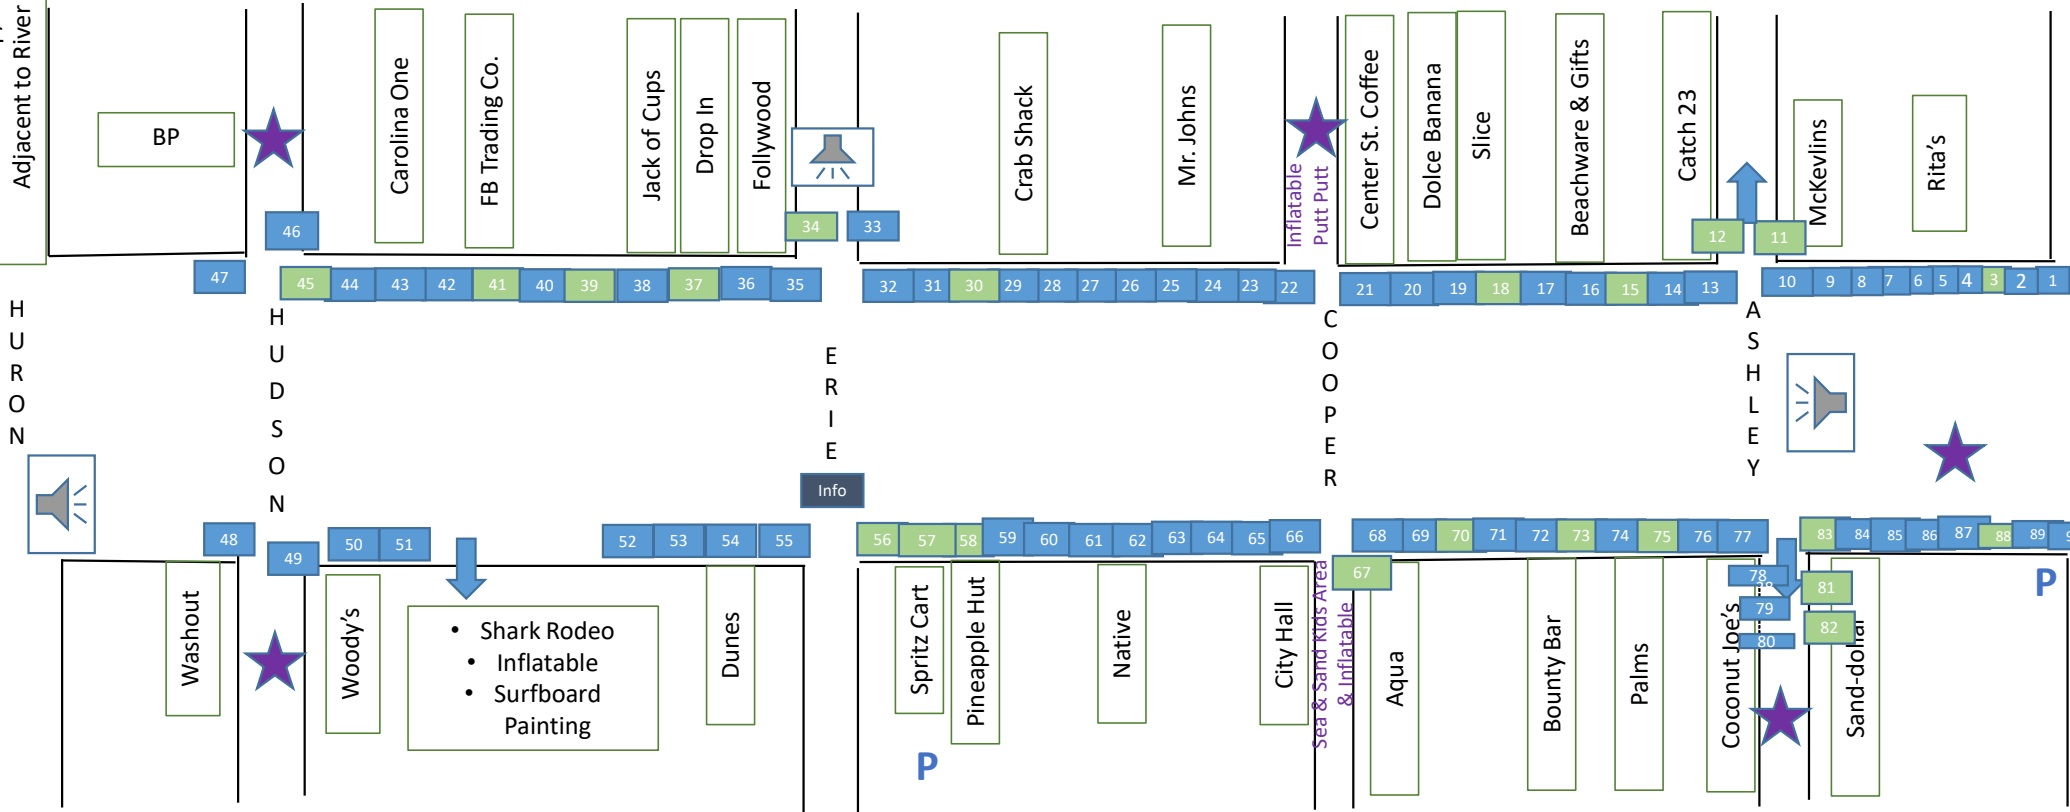 Adjacent to River
BP
Carolina One
FB Trading Co.
Jack of Cups
Drop In
Follywood
Crab Shack
Mr. Johns
Inflatable
Putt Putt
Center St. Coffee
Dolce Banana
Slice
Beachware & Gifts
Catch 23
McKevlins
Rita's
46
34
33
12
11
47
45
44
43
42
41
40
39
38
37
36
35
32
31
30
29
28
27
26
25
24
23
22
21
20
19
18
17
16
15
14
13
10
9
8
7
6
5
4
3
2
1
HURON
HUDSON
ERIE
COOPER
ASHLEY
Info
48
49
50
51
52
53
54
55
56
57
58
59
60
61
62
63
64
65
66
67
68
69
70
71
72
73
74
75
76
77
78
79
80
81
82
83
84
85
86
87
88
89
Washout
Woody's
• Shark Rodeo
• Inflatable
• Surfboard
Painting
Dunes
Spritz Cart
Pineapple Hut
Native
City Hall
Sea & Sand Kids Area
& Inflatable
Aqua
Bounty Bar
Palms
Coconut Joe's
Sand-dollar
P
P